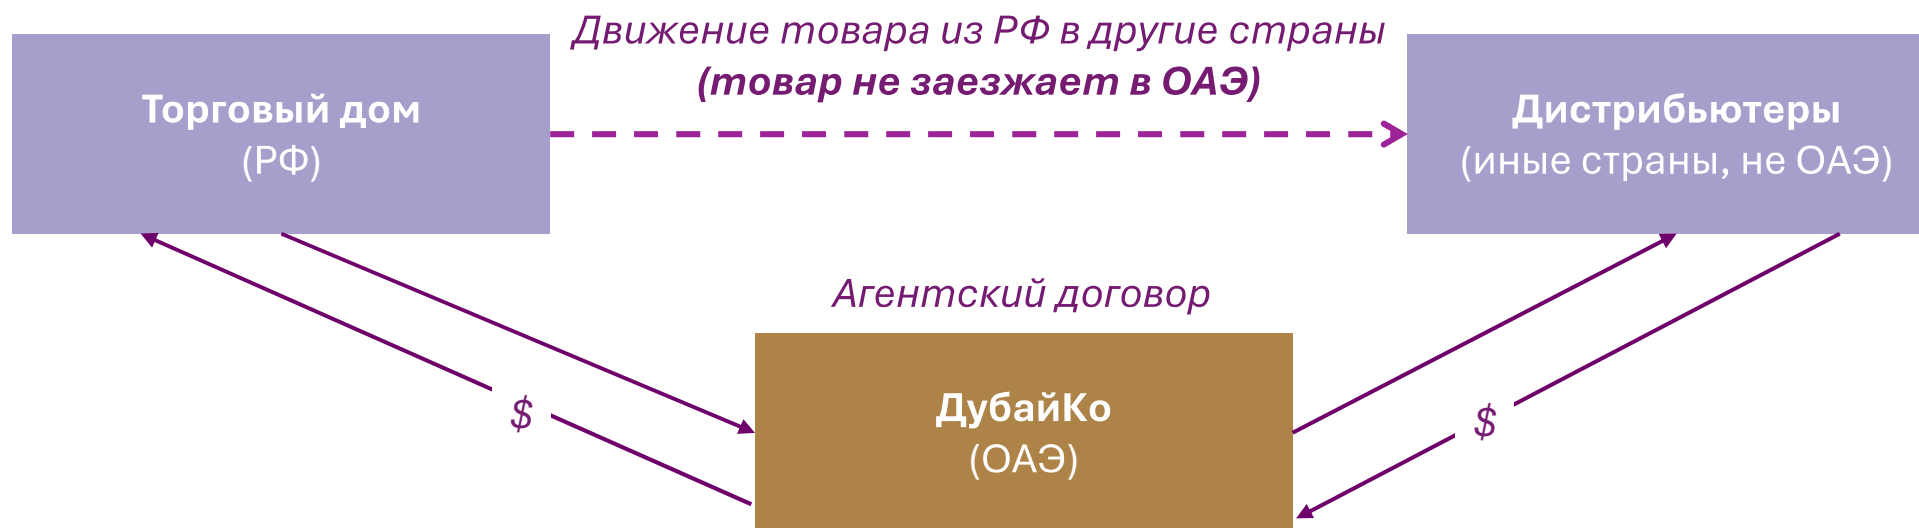 Движение товара из РФ в другие страны
(товар не заезжает в ОАЭ)
Торговый дом
(РФ)
Дистрибьютеры
(иные страны, не ОАЭ)
Агентский договор
$
ДубайКо
(ОАЭ)
$